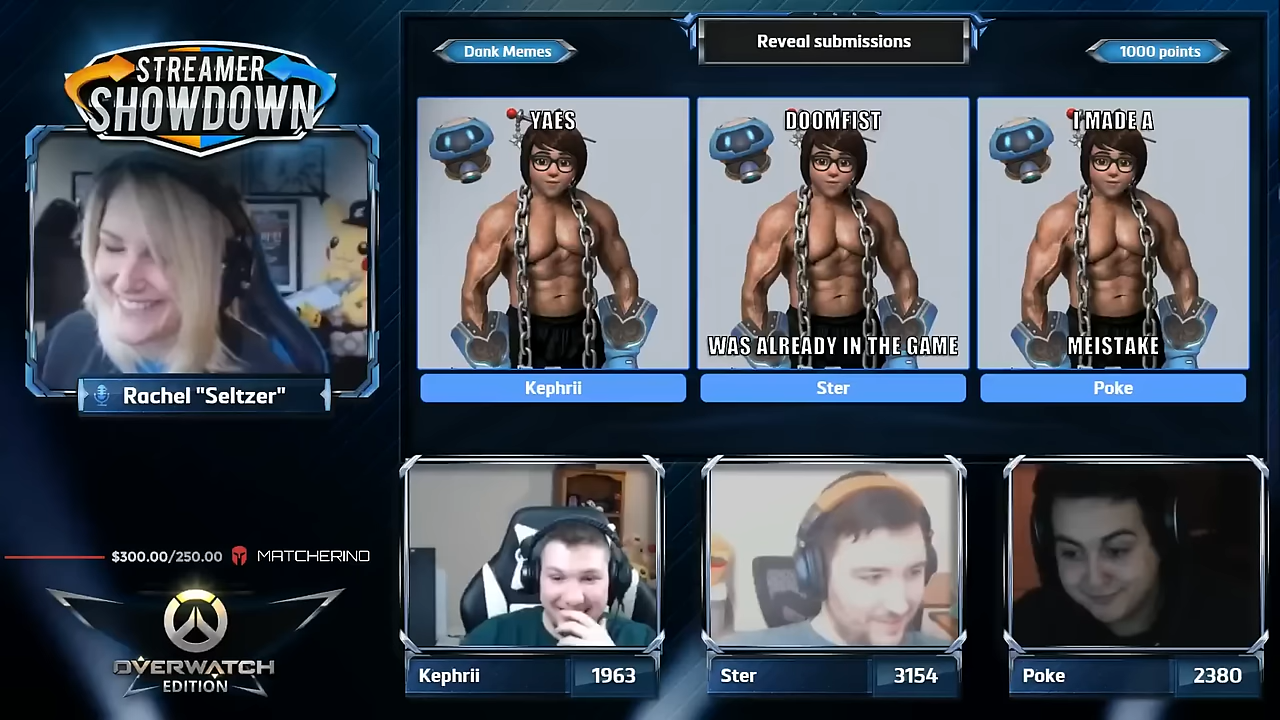 STREAMER
SHOWDOWN
Dank Memes
Reveal submissions
1000 points
YAES
DOOMFIST
WAS ALREADY IN THE GAME
I MADE A
MEISTAKE
Kephrii
Ster
Poke
Rachel "Seltzer"
$300.00/250.00 MATCHERINO
OVERWATCH
EDITION
Kephrii 1963
Ster 3154
Poke 2380